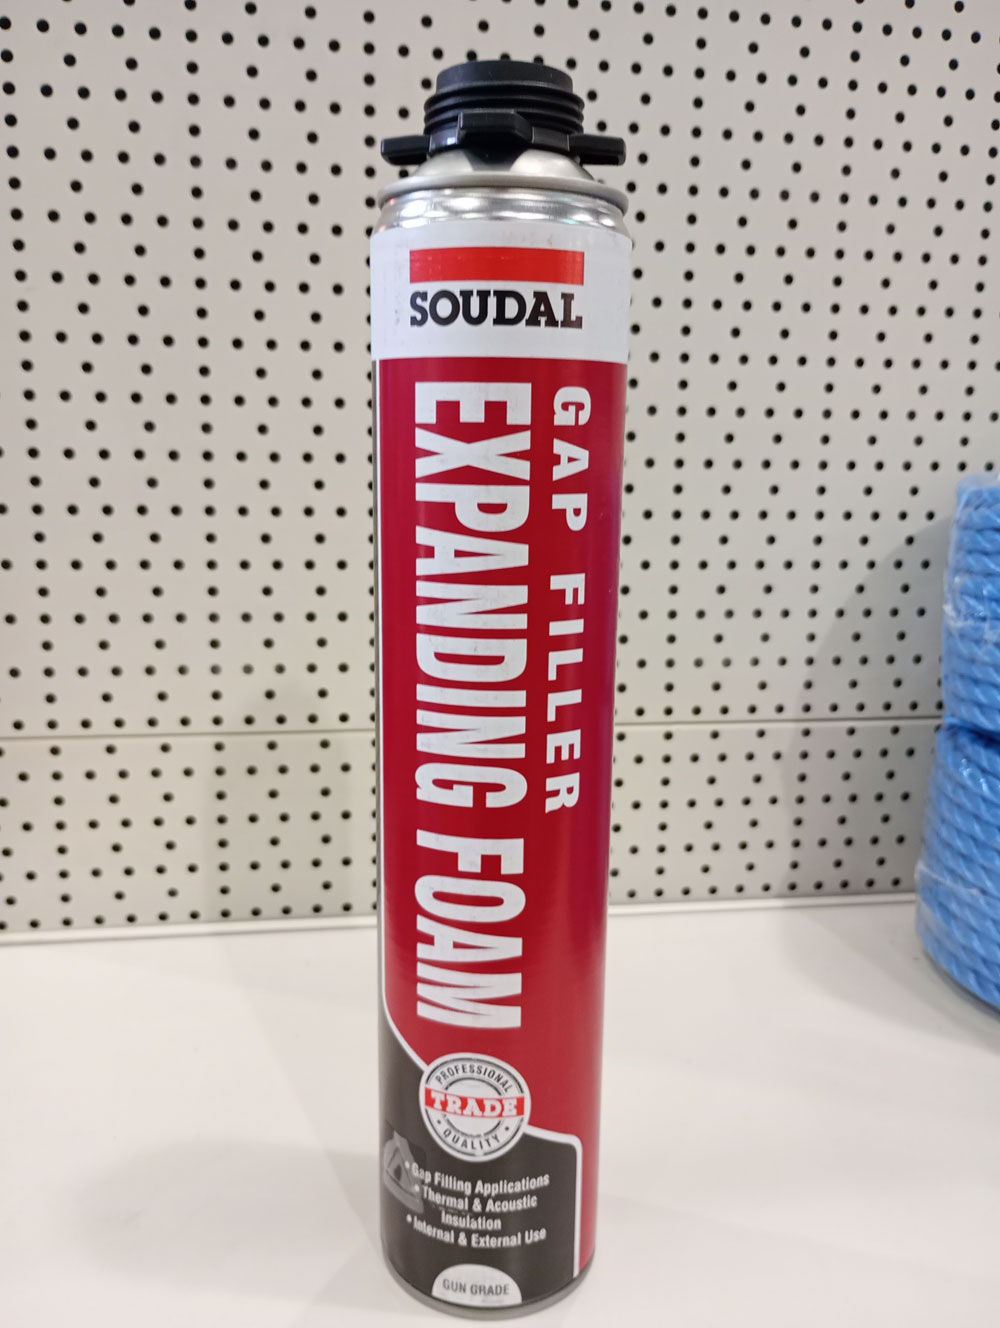 SOUDAL
GAP FILLER
EXPANDING FOAM
PROFESSIONAL
TRADE
QUALITY
• Gap Filling Applications
• Thermal & Acoustic
Insulation
• Internal & External Use
GUN GRADE